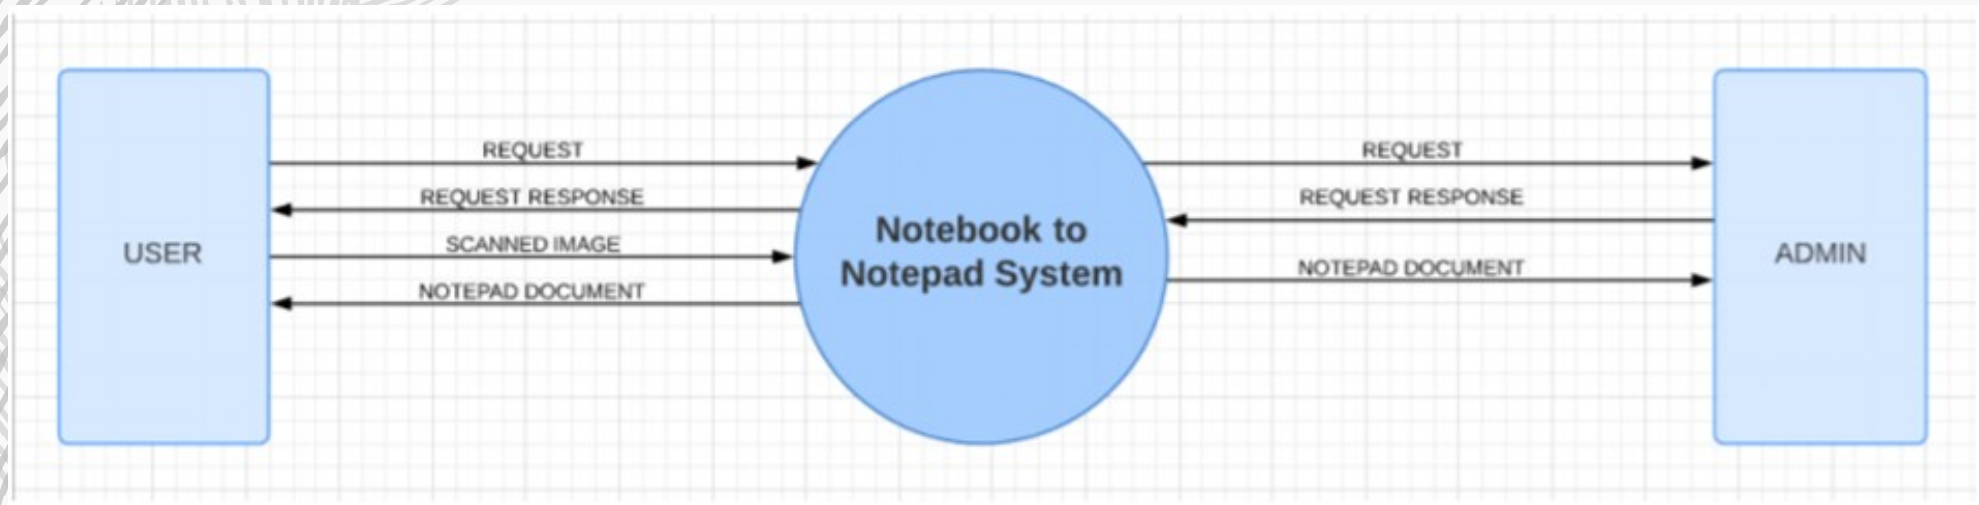 REQUEST
REQUEST RESPONSE
SCANNED IMAGE
NOTEPAD DOCUMENT
USER
Notebook to
Notepad System
REQUEST
REQUEST RESPONSE
NOTEPAD DOCUMENT
ADMIN